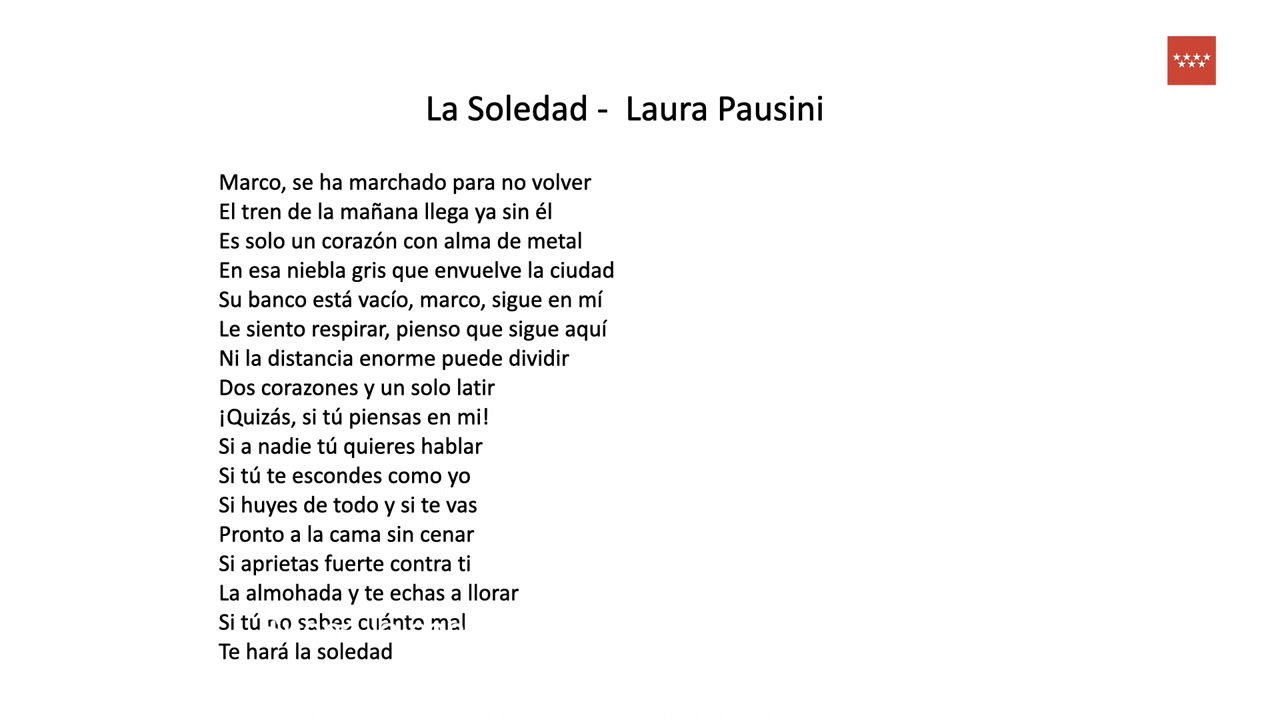 La Soledad - Laura Pausini
Marco, se ha marchado para no volver
El tren de la mañana llega ya sin él
Es solo un corazón con alma de metal
En esa niebla gris que envuelve la ciudad
Su banco está vacío, marco, sigue en mí
Le siento respirar, pienso que sigue aquí
Ni la distancia enorme puede dividir
Dos corazones y un solo latir
¡Quizás, si tú piensas en mi!
Si a nadie tú quieres hablar
Si tú te escondes como yo
Si huyes de todo y si te vas
Pronto a la cama sin cenar
Si aprietas fuerte contra ti
La almohada y te echas a llorar
Si tú no sabes cuánto mal
Te hará la soledad